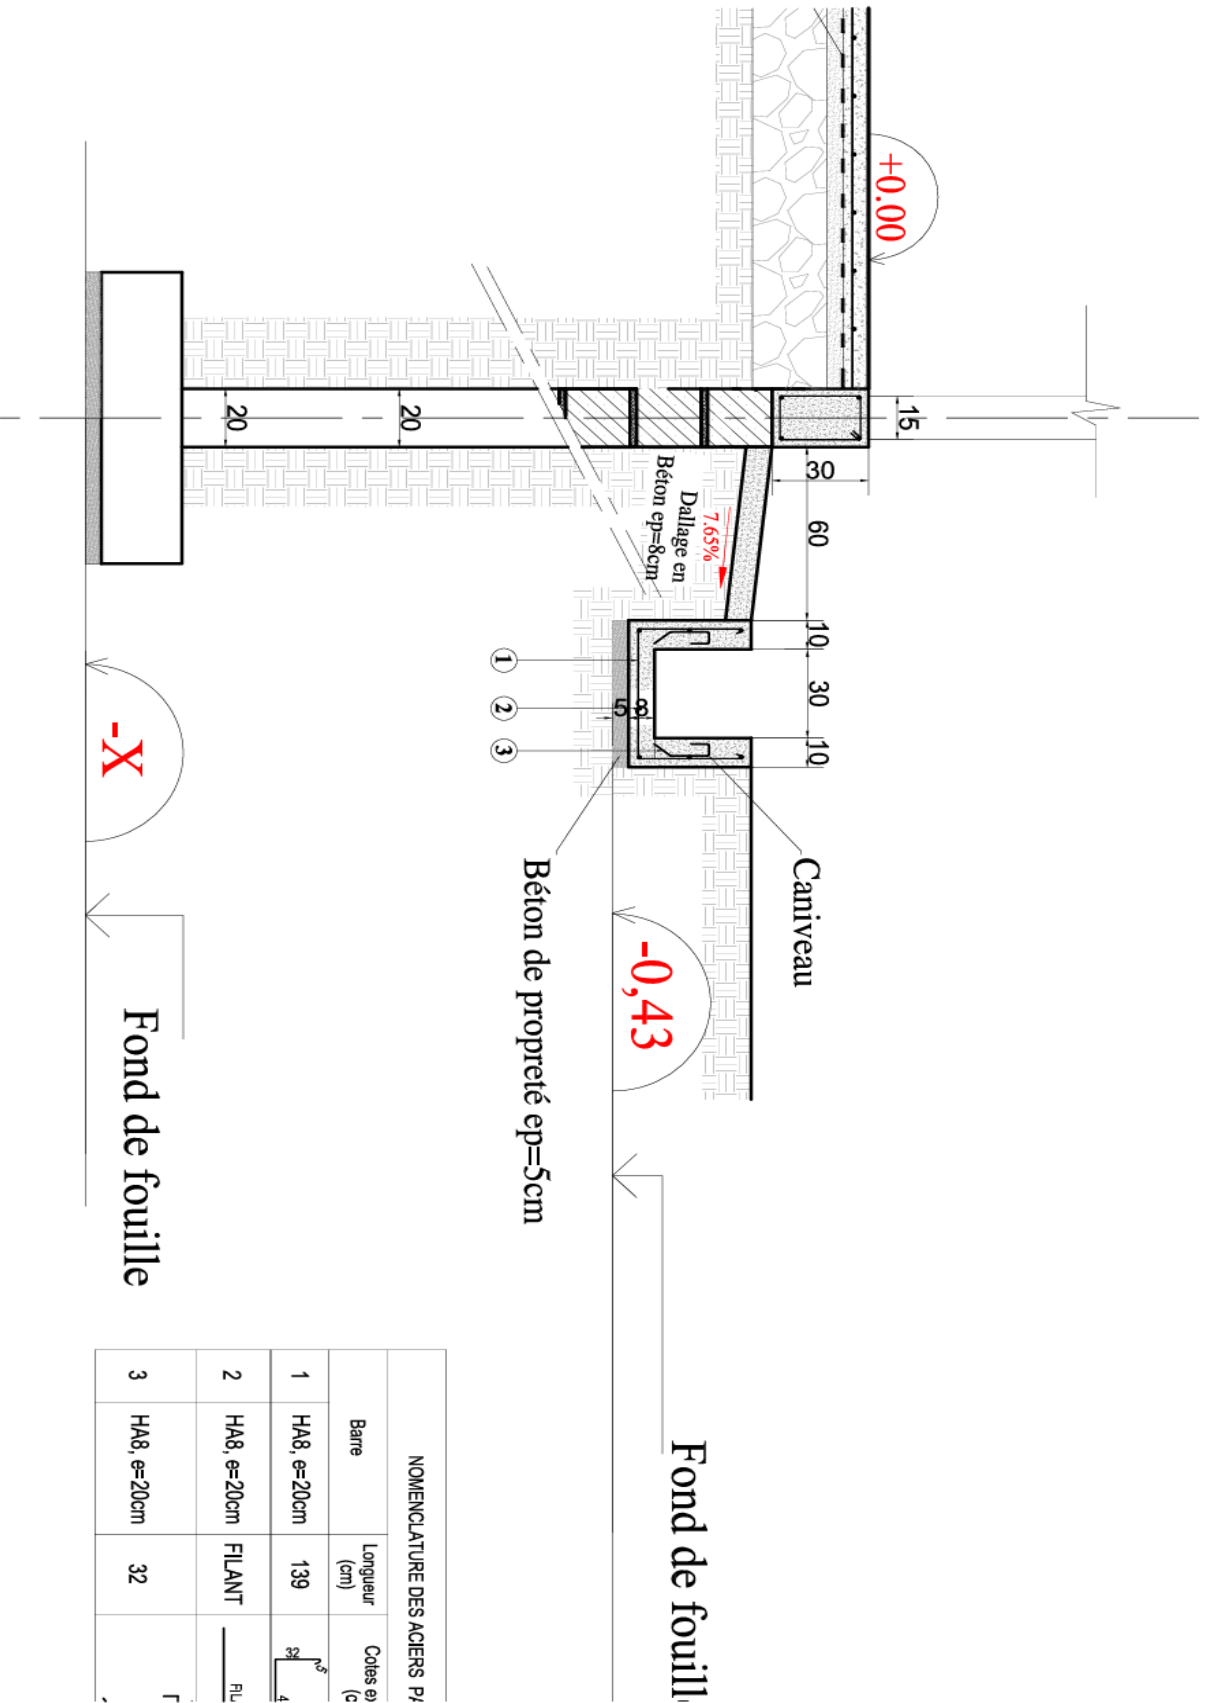 +0.00
15
30
60
10
30
10
20
20
7.65%
Dallage en
Béton ep=8cm
5 8
1
2
3
Caniveau
Béton de propreté ep=5cm
-0,43
Fond de
-X
Fond de fouille
NOMENCLATURE DES ACIERS
Barre
Longueur
(cm)
Cotes
1 HA8, e=20cm 139 32
2 HA8, e=20cm FILANT
3 HA8, e=20cm 32